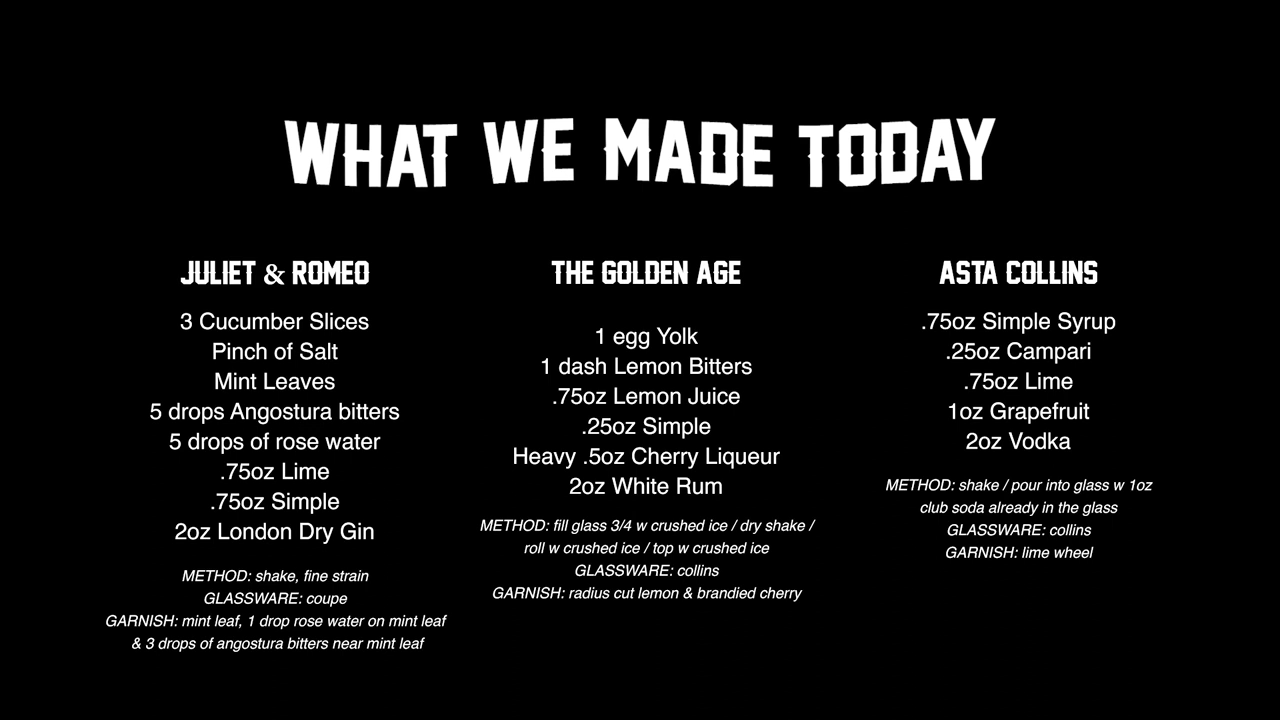 WHAT WE MADE TODAY
JULIET & ROMEO
3 Cucumber Slices
Pinch of Salt
Mint Leaves
5 drops Angostura bitters
5 drops of rose water
.75oz Lime
.75oz Simple
2oz London Dry Gin
METHOD: shake, fine strain
GLASSWARE: coupe
GARNISH: mint leaf, 1 drop rose water on mint leaf
& 3 drops of angostura bitters near mint leaf
THE GOLDEN AGE
1 egg Yolk
1 dash Lemon Bitters
.75oz Lemon Juice
.25oz Simple
Heavy .5oz Cherry Liqueur
2oz White Rum
METHOD: fill glass 3/4 w crushed ice / dry shake /
roll w crushed ice / top w crushed ice
GLASSWARE: collins
GARNISH: radius cut lemon & brandied cherry
ASTA COLLINS
.75oz Simple Syrup
.25oz Campari
.75oz Lime
1oz Grapefruit
2oz Vodka
METHOD: shake / pour into glass w 1oz
club soda already in the glass
GLASSWARE: collins
GARNISH: lime wheel